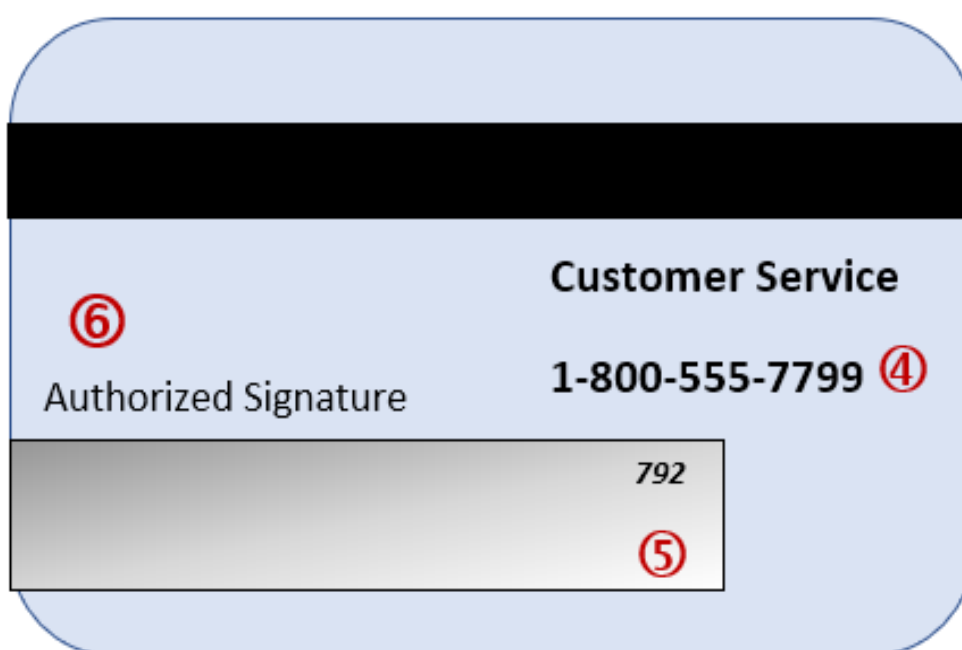 Customer Service
⑥
1-800-555-7799 ④
Authorized Signature
792
⑤